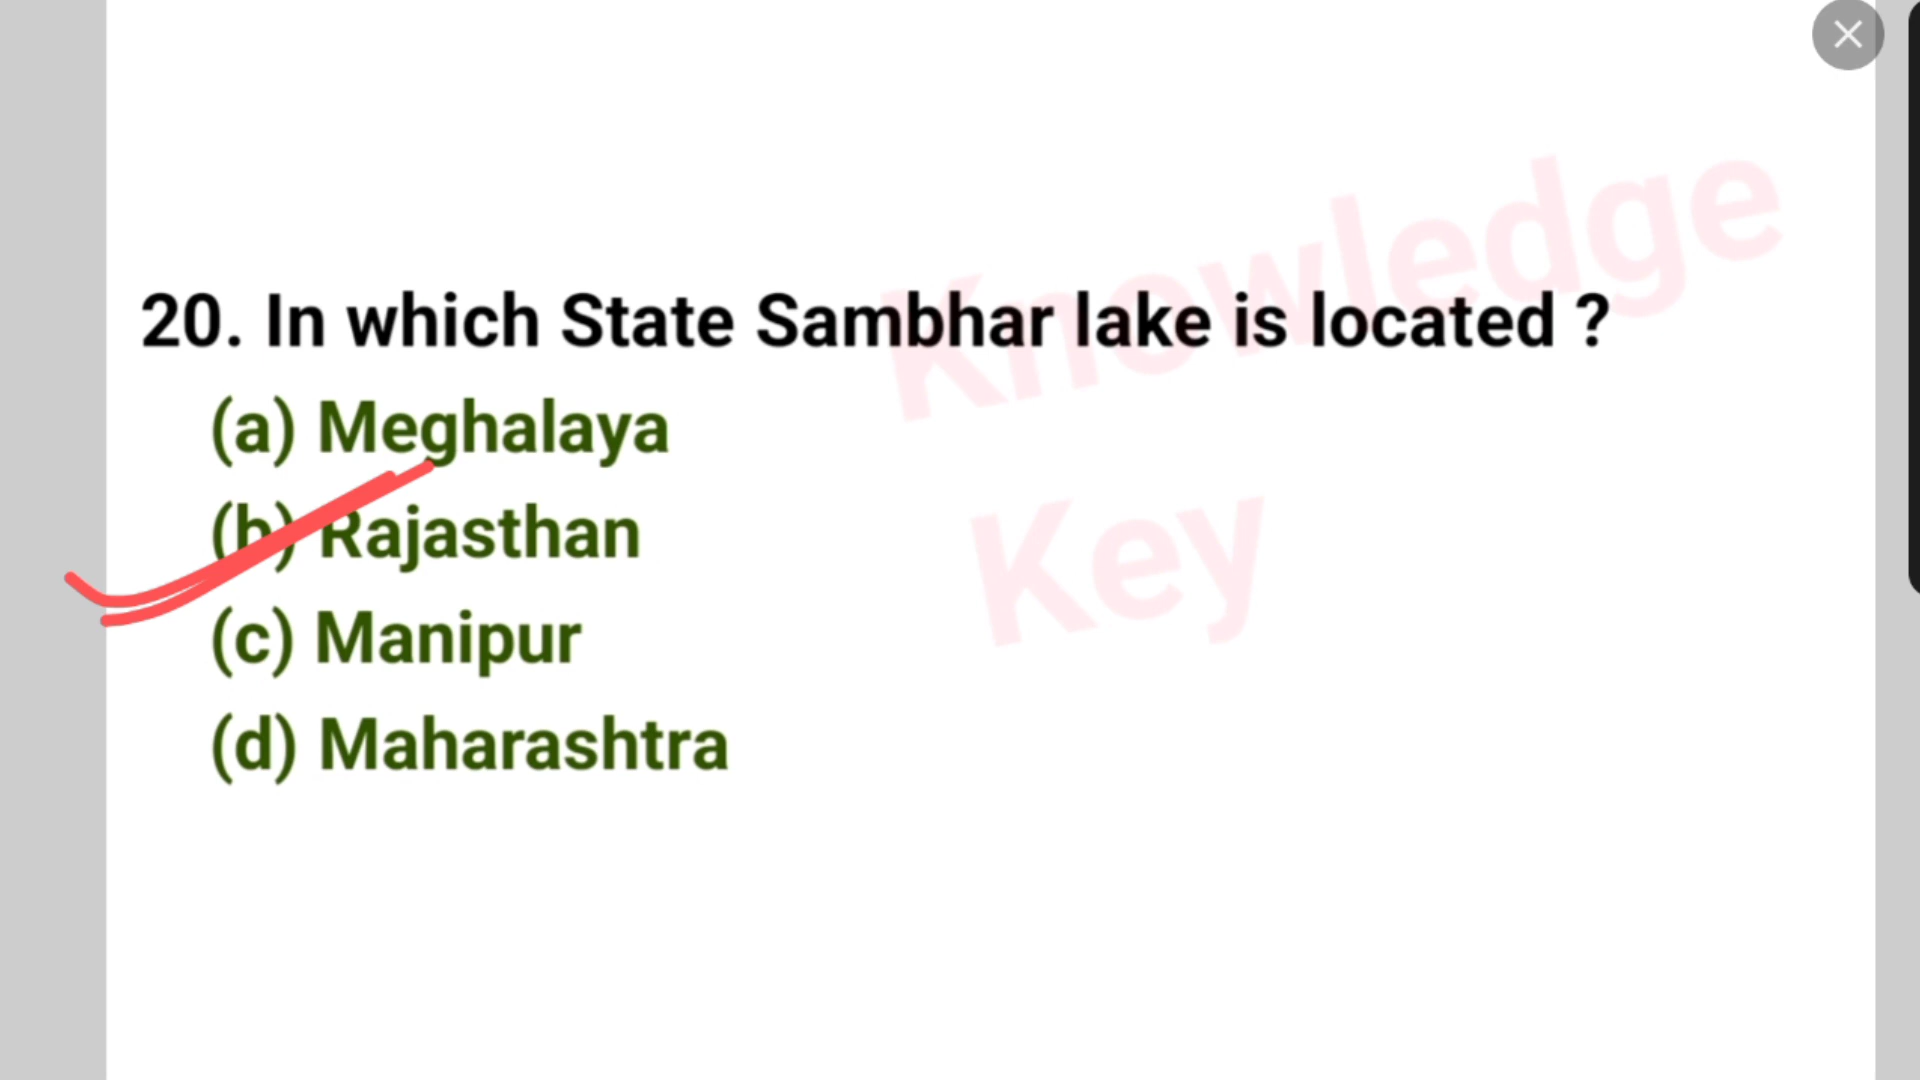 Knowledge
20. In which State Sambhar lake is located ?
(a) Meghalaya
(b) Rajasthan
Key
(c) Manipur
(d) Maharashtra